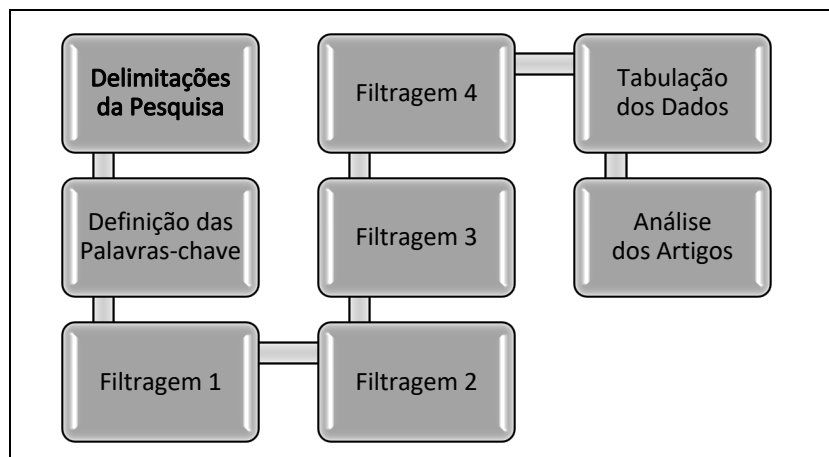 Delimitações
da Pesquisa
Definição das
Palavras-chave
Filtragem 1
Filtragem 2
Filtragem 3
Filtragem 4
Tabulação
dos Dados
Análise
dos Artigos